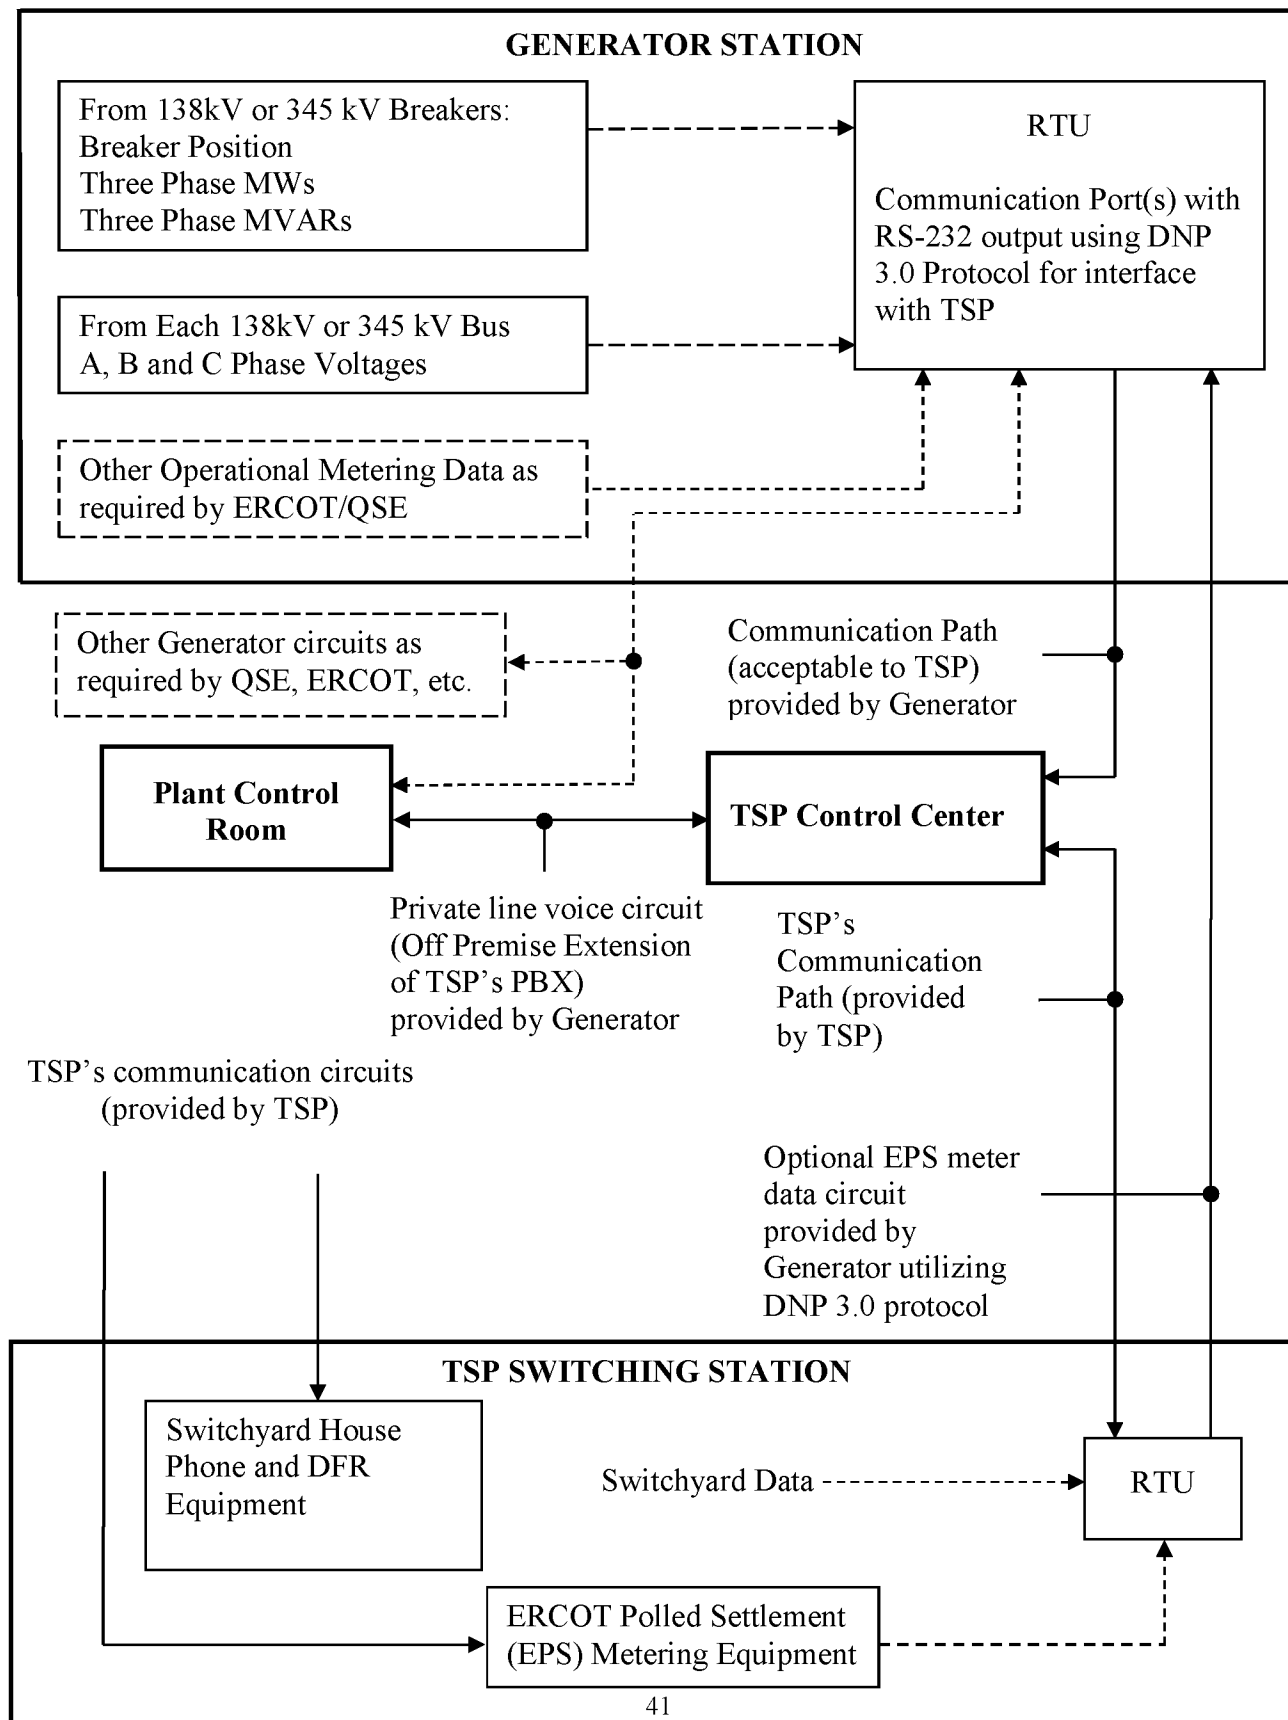 GENERATOR STATION
From 138kV or 345 kV Breakers:
Breaker Position
Three Phase MWs
Three Phase MVARs
RTU
Communication Port(s) with
RS-232 output using DNP
3.0 Protocol for interface
with TSP
From Each 138kV or 345 kV Bus
A, B and C Phase Voltages
Other Operational Metering Data as
required by ERCOT/QSE
Other Generator circuits as
required by QSE, ERCOT, etc.
Communication Path
(acceptable to TSP)
provided by Generator
Plant Control
Room
TSP Control Center
Private line voice circuit
(Off Premise Extension
of TSP's PBX)
provided by Generator
TSP's
Communication
Path (provided
by TSP)
TSP's communication circuits
(provided by TSP)
Optional EPS meter
data circuit
provided by
Generator utilizing
DNP 3.0 protocol
TSP SWITCHING STATION
Switchyard House
Phone and DFR
Equipment
Switchyard Data
RTU
ERCOT Polled Settlement
(EPS) Metering Equipment
41